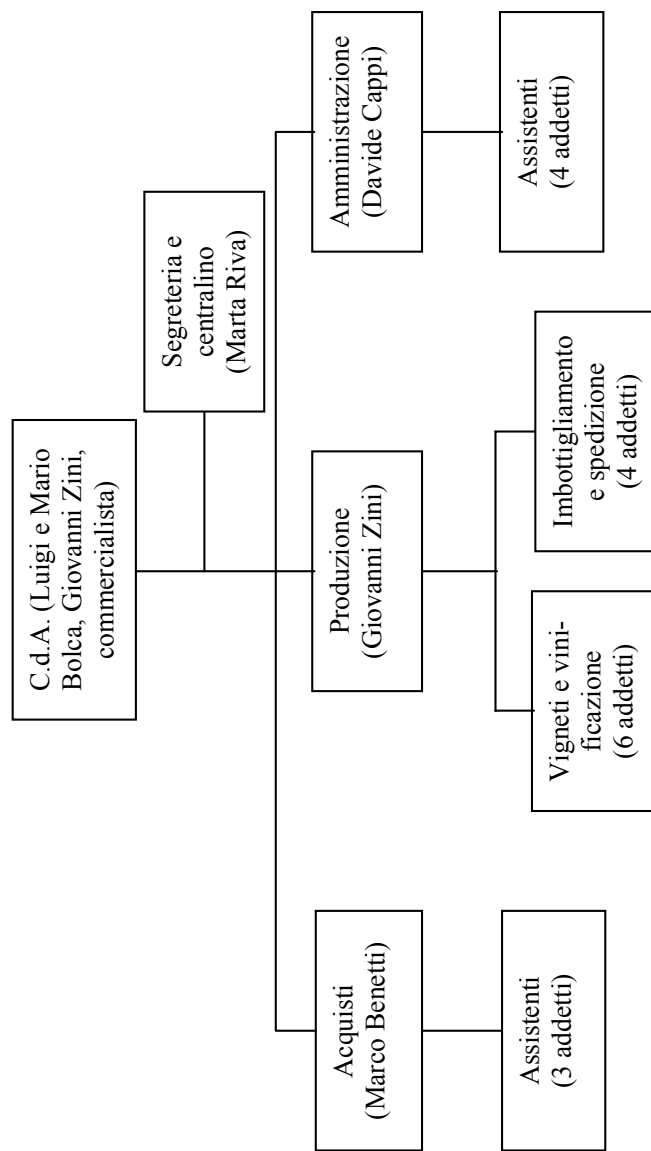 C.d.A. (Luigi e Mario
Bolca, Giovanni Zini,
commercialista)
Segreteria e
centralino
(Marta Riva)
Acquisti
(Marco Benetti)
Produzione
(Giovanni Zini)
Amministrazione
(Davide Cappi)
Assistenti
(3 addetti)
Vigneti e vini-
ficazione
(6 addetti)
Imbottigliamento
e spedizione
(4 addetti)
Assistenti
(4 addetti)